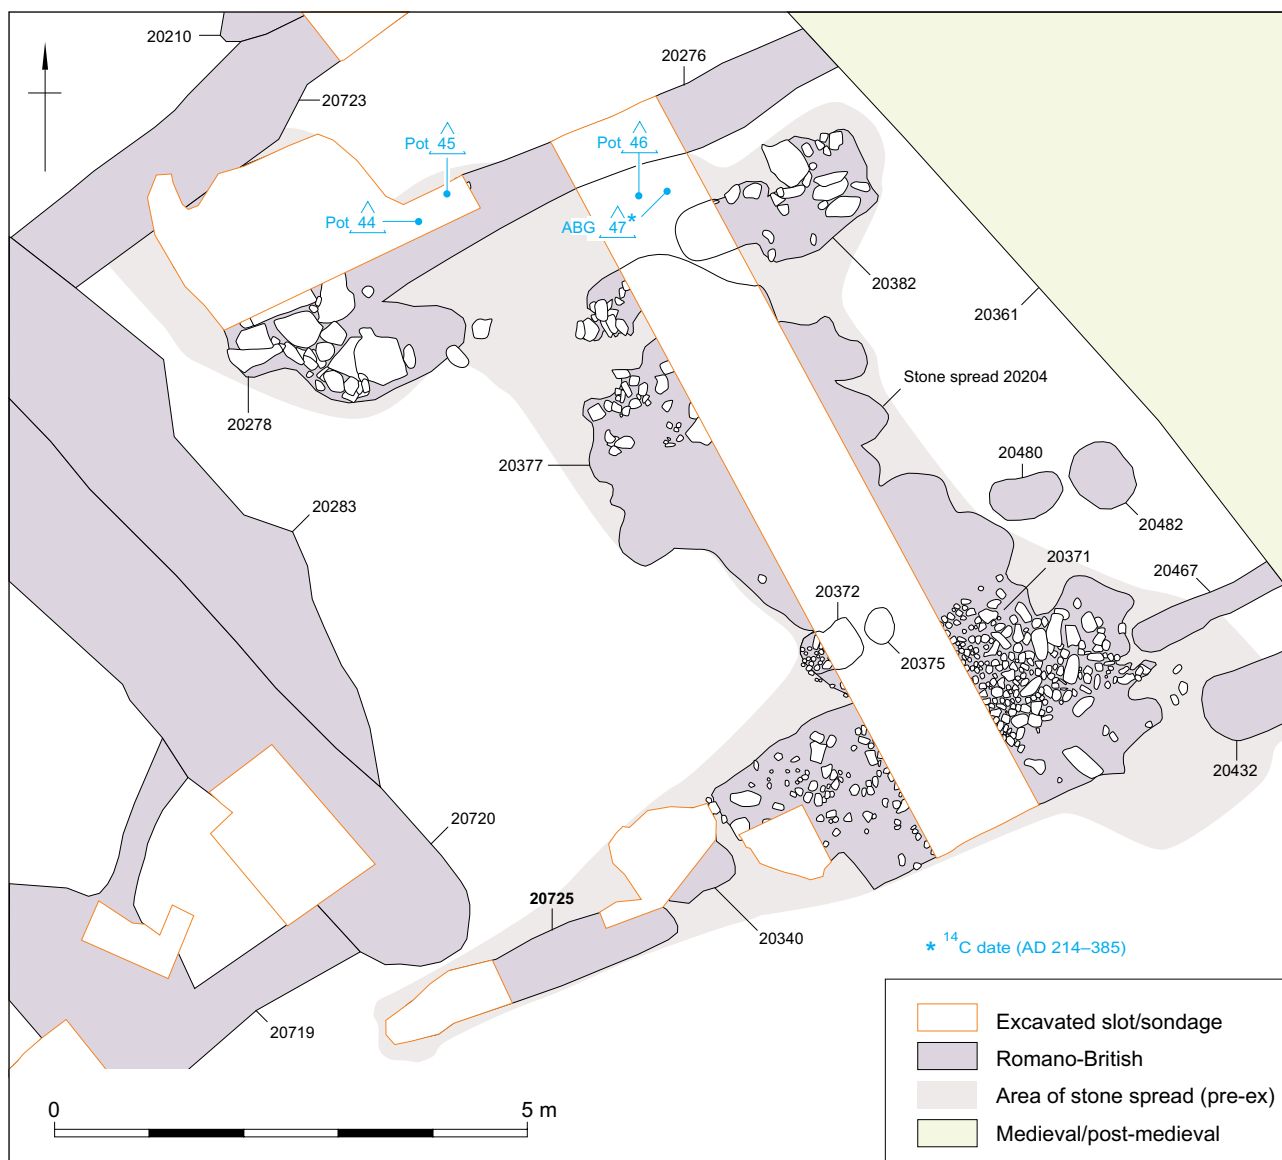 20210
20723
20276
Pot 45
Pot 46
Pot 44
ABG 47*
20382
20361
Stone spread 20204
20278
20377
20480
20482
20283
20371
20467
20372
20375
20432
20720
20725
20340
* 14C date (AD 214–385)
20719
Excavated slot/sondage
Romano-British
Area of stone spread (pre-ex)
Medieval/post-medieval
0 5 m